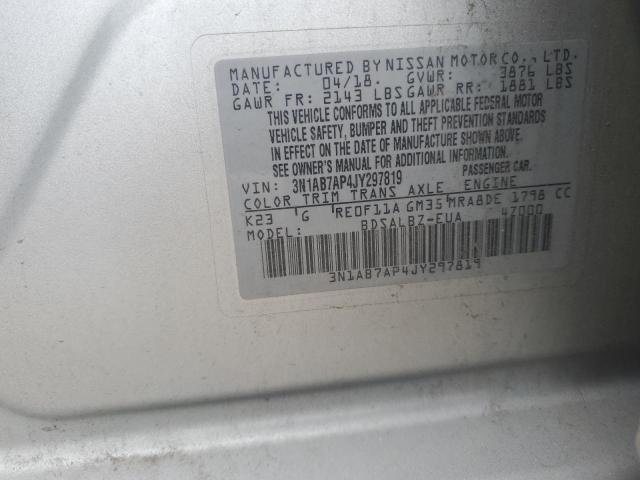 MANUFACTURED BY NISSAN MOTOR CO., LTD.
DATE: 04/18. GVWR: 3876 LBS
GAWR FR: 2143 LBS GAWR RR: 1881 LBS
THIS VEHICLE CONFORMS TO ALL APPLICABLE FEDERAL MOTOR
VEHICLE SAFETY, BUMPER AND THEFT PREVENTION STANDARDS
IN EFFECT ON THE DATE OF MANUFACTURE SHOWN ABOVE.
SEE OWNER'S MANUAL FOR ADDITIONAL INFORMATION
VIN: 3N1AB7AP4JY297819 PASSENGER CAR.
COLOR TRIM TRANS AXLE ENGINE
K23 G RE0F11A GM35 MRA8DE 1798 CC
MODEL: BDSALBZ-EUA 4Z000
3N1AB7AP4JY297819